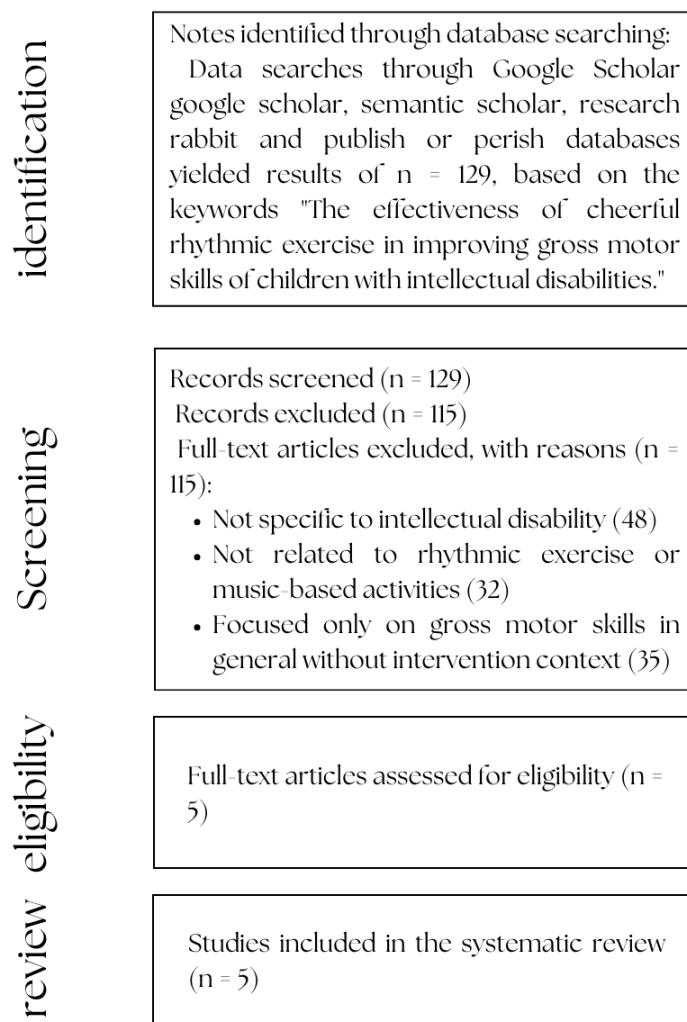 identification
Notes identified through database searching:
Data searches through Google Scholar
google scholar, semantic scholar, research
rabbit and publish or perish databases
yielded results of n = 129, based on the
keywords "The effectiveness of cheerful
rhythmic exercise in improving gross motor
skills of children with intellectual disabilities."
Screening
Records screened (n = 129)
Records excluded (n = 115)
Full-text articles excluded, with reasons (n =
115):
• Not specific to intellectual disability (48)
• Not related to rhythmic exercise or
music-based activities (32)
• Focused only on gross motor skills in
general without intervention context (35)
eligibility
Full-text articles assessed for eligibility (n =
5)
review
Studies included in the systematic review
(n = 5)